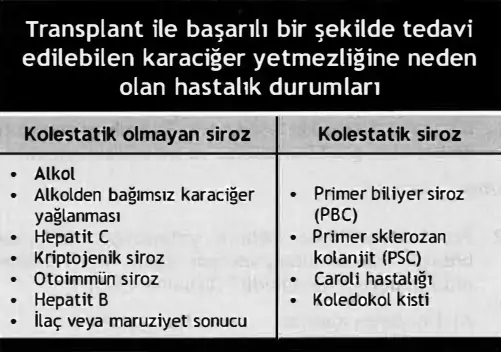 Transplant ile başarılı bir şekilde tedavi
edilebilen karaciğer yetmezliğine neden
olan hastalık durumları
Kolestatik olmayan siroz
• Alkol
• Alkolden bağımsız karaciğer
yağlanması
• Hepatit C
• Kriptojenik siroz
• Otoimmün siroz
• Hepatit B
• İlaç veya maruziyet sonucu
Kolestatik siroz
• Primer biliyer siroz
(PBC)
• Primer sklerozan
kolanjit (PSC)
• Caroli hastalığı
• Koledokol kisti